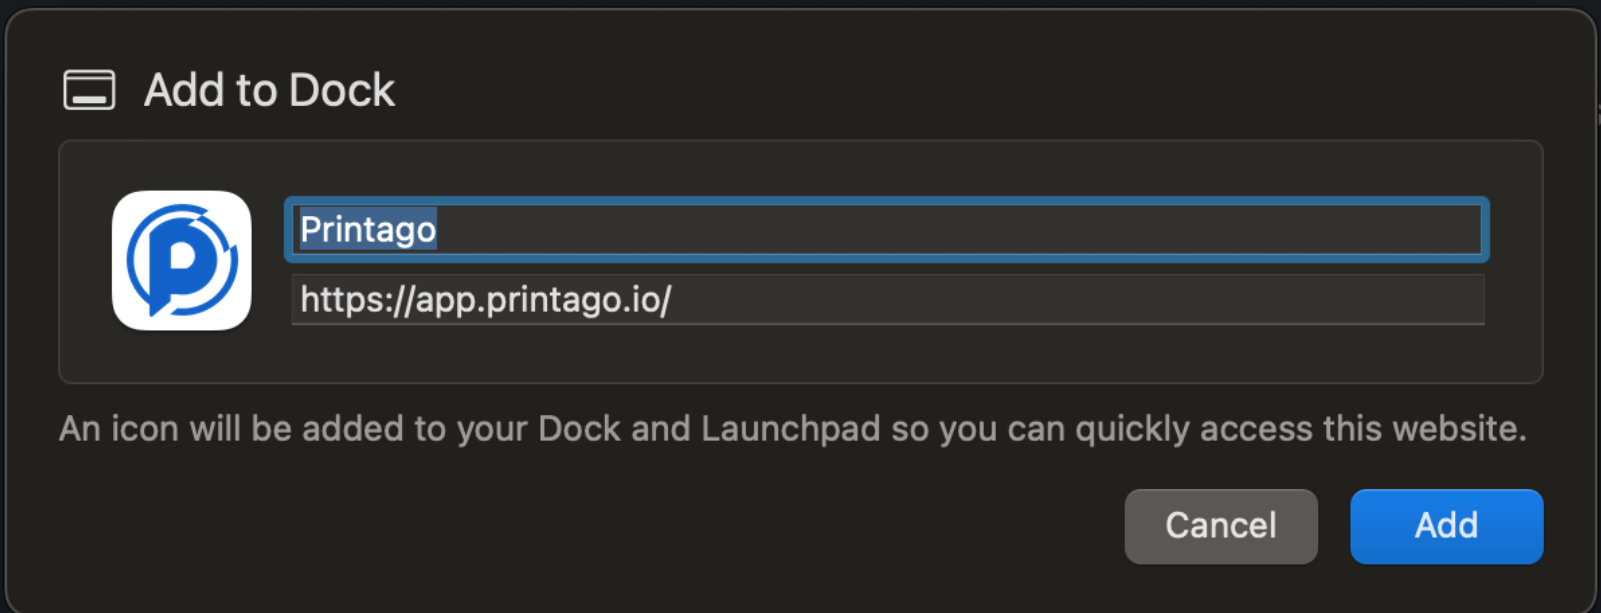 Add to Dock
Printago
https://app.printago.io/
An icon will be added to your Dock and Launchpad so you can quickly access this website.
Cancel
Add